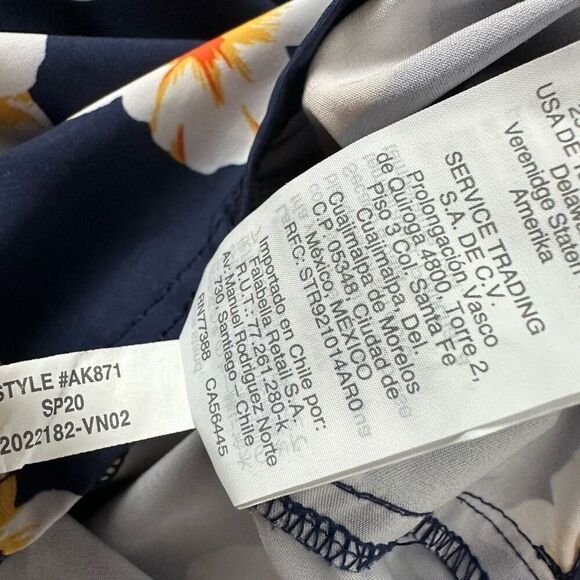 STYLE #AK871
SP20
2022182-VN02
USA DE
Verenidge Staten
Amerika
SERVICE TRADING
S.A. DE C.V.
Prolongación Vasco
de Quiroga 4800, Torre 2,
Piso 3 Col. Santa Fe
Cuajimalpa, Del.
Cuajimalpa de Morelos
C.P. 05348, Ciudad de
México, MEXICO
RFC: STR921014AR0
Importado en Chile por:
Falabella Retail S.A.
R.U.T.: 77.261.280-K
Av. Manuel Rodriguez Norte
730, Santiago – Chile
RN77388 CA56445